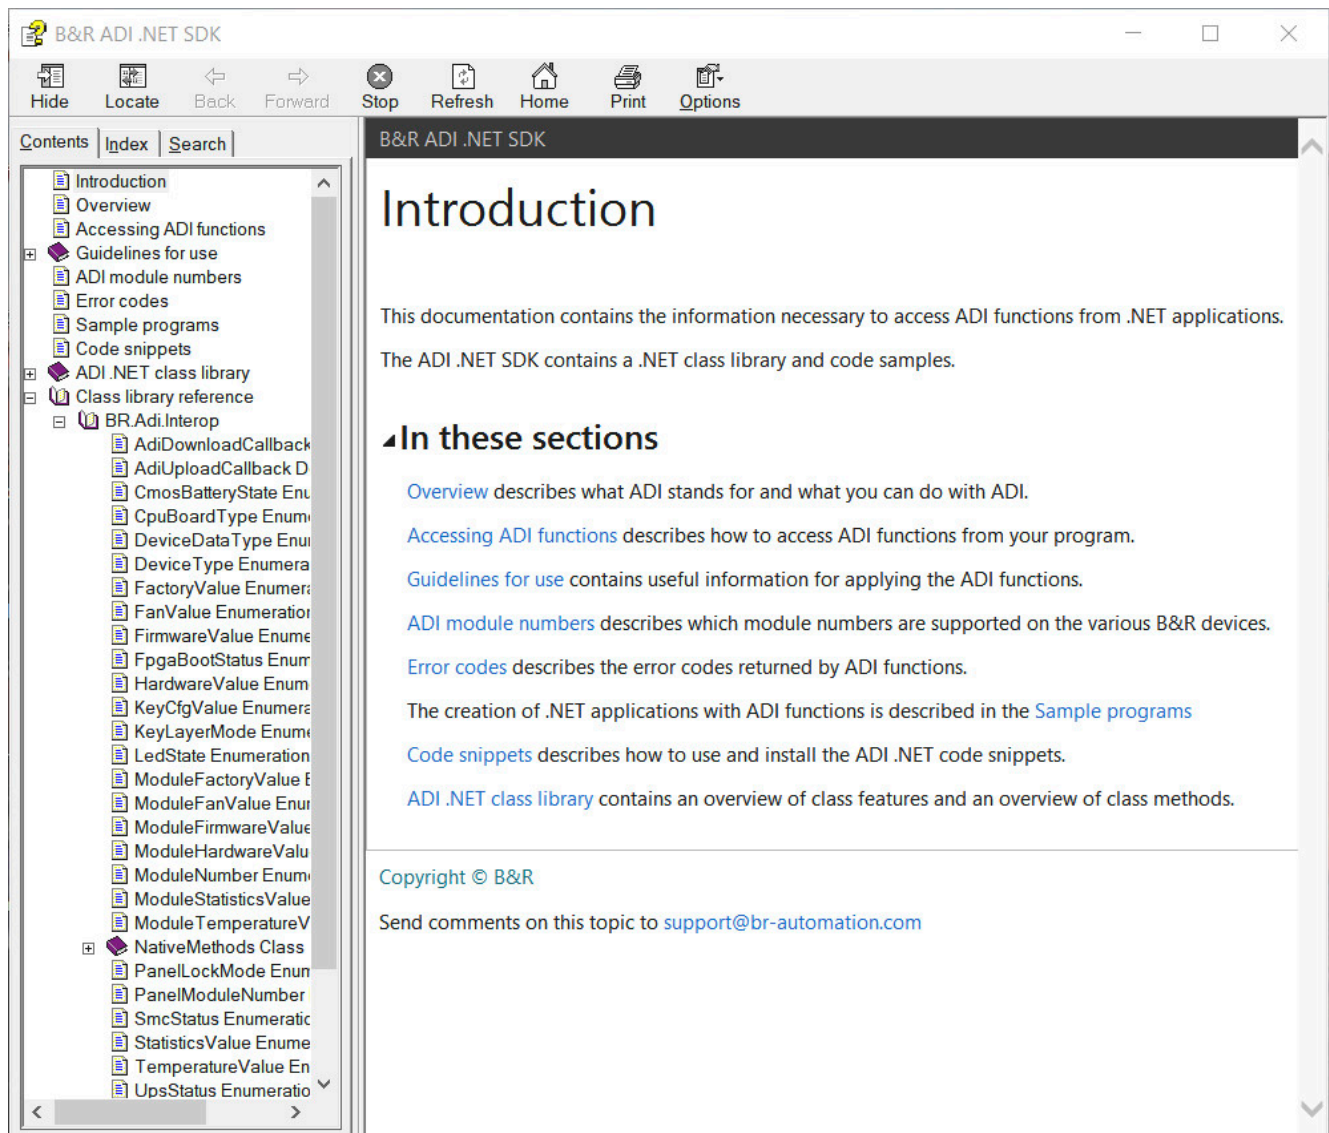 B&R ADI .NET SDK
Hide Locate Back Forward Stop Refresh Home Print Options
Contents Index Search
Introduction
Overview
Accessing ADI functions
Guidelines for use
ADI module numbers
Error codes
Sample programs
Code snippets
ADI .NET class library
Class library reference
BR.Adi.Interop
AdiDownloadCallback
AdiUploadCallback D
CmosBatteryState Enu
CpuBoardType Enum
DeviceDataType Enu
DeviceType Enumera
FactoryValue Enumer
FanValue Enumeration
FirmwareValue Enume
FpgaBootStatus Enum
HardwareValue Enum
KeyCfgValue Enumera
KeyLayerMode Enume
LedState Enumeration
ModuleFactoryValue E
ModuleFanValue Enu
ModuleFirmwareValue
ModuleHardwareValu
ModuleNumber Enum
ModuleStatisticsValue
ModuleTemperatureV
NativeMethods Class
PanelLockMode Enum
PanelModuleNumber
SmcStatus Enumeratio
StatisticsValue Enume
TemperatureValue En
UpsStatus Enumeratio
B&R ADI .NET SDK
Introduction
This documentation contains the information necessary to access ADI functions from .NET applications.
The ADI .NET SDK contains a .NET class library and code samples.
In these sections
Overview describes what ADI stands for and what you can do with ADI.
Accessing ADI functions describes how to access ADI functions from your program.
Guidelines for use contains useful information for applying the ADI functions.
ADI module numbers describes which module numbers are supported on the various B&R devices.
Error codes describes the error codes returned by ADI functions.
The creation of .NET applications with ADI functions is described in the Sample programs
Code snippets describes how to use and install the ADI .NET code snippets.
ADI .NET class library contains an overview of class features and an overview of class methods.
Copyright © B&R
Send comments on this topic to support@br-automation.com